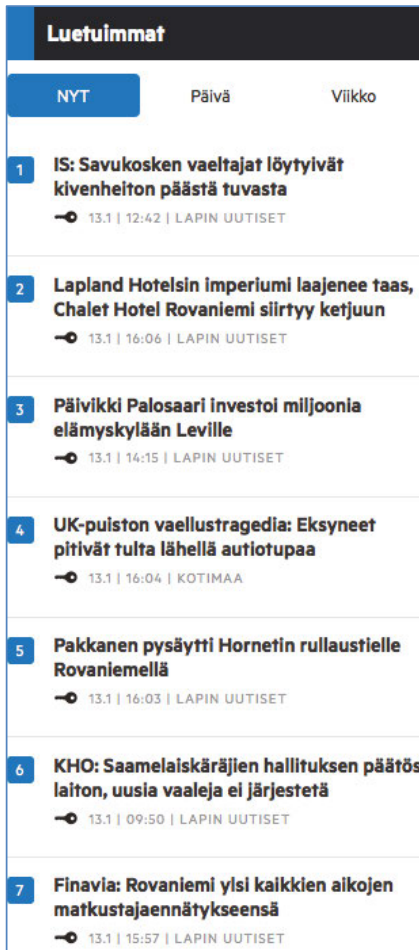 Luetuimmat
NYT Päivä Viikko
1 IS: Savukosken vaeltajat löytyivät
kivenheiton päästä tuvasta
13.1 | 12:42 | LAPIN UUTISET
2 Lapland Hotelsin imperiumi laajenee taas,
Chalet Hotel Rovaniemi siirtyy ketjuun
13.1 | 16:06 | LAPIN UUTISET
3 Päivikki Palosaari investoi miljoonia
elämyskylään Leville
13.1 | 14:15 | LAPIN UUTISET
4 UK-puiston vaellustragedia: Eksyneet
pitivät tulta lähellä autiotupaa
13.1 | 16:04 | KOTIMAA
5 Pakkanen pysäytti Hornetin rullaustielle
Rovaniemellä
13.1 | 16:03 | LAPIN UUTISET
6 KHO: Saamelaiskäräjien hallituksen päätös
laiton, uusia vaaleja ei järjestetä
13.1 | 09:50 | LAPIN UUTISET
7 Finavia: Rovaniemi ylsi kaikkien aikojen
matkustajaennätykseensä
13.1 | 15:57 | LAPIN UUTISET